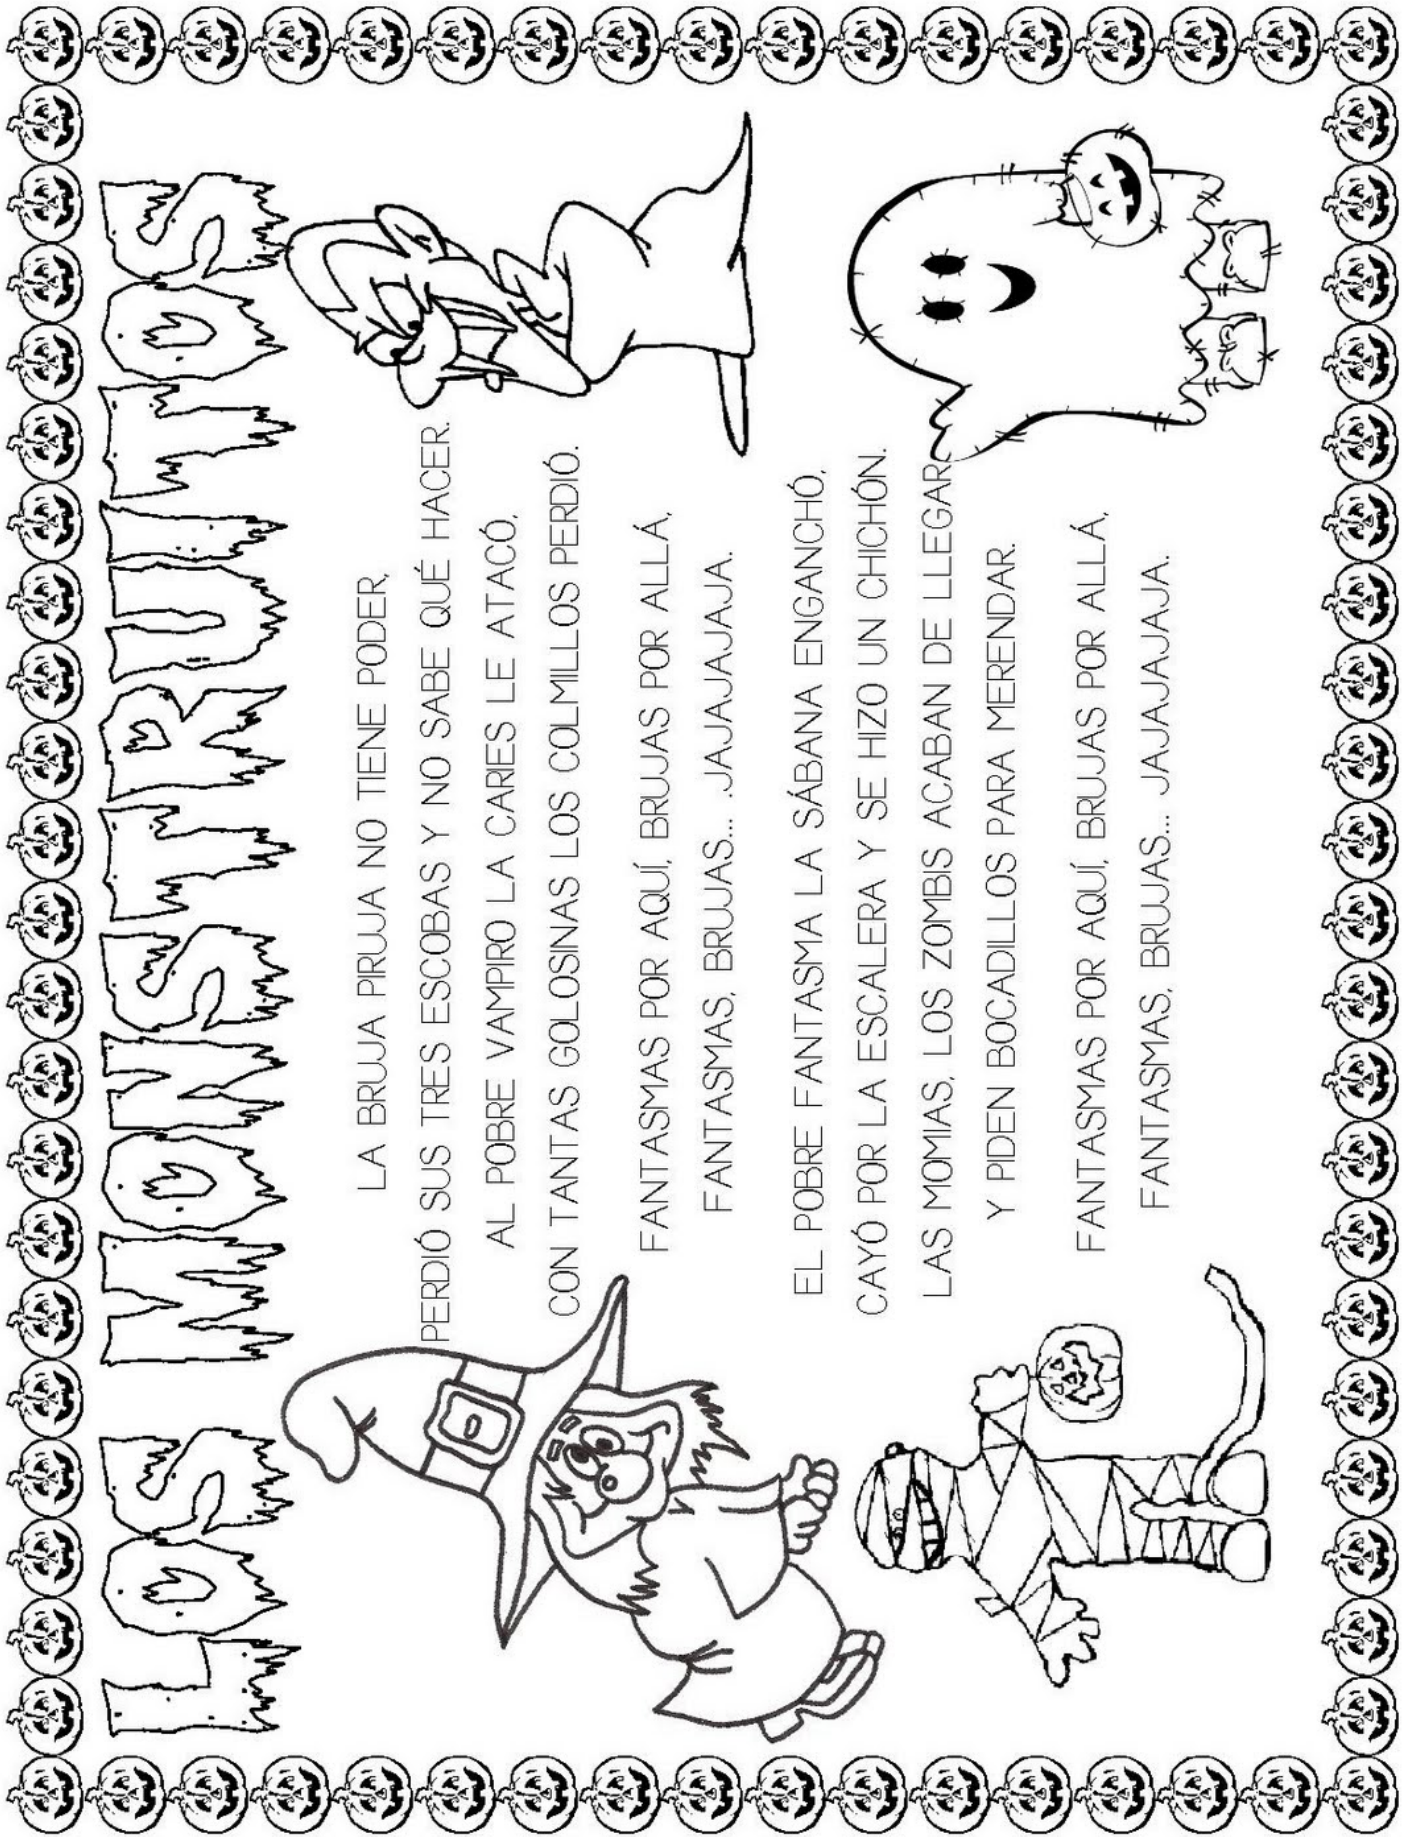 LOS MONSTRUITOS
LA BRUJA PIRUJA NO TIENE PODER,
PERDIÓ SUS TRES ESCOBAS Y NO SABE QUÉ HACER.
AL POBRE VAMPIRO LA CARIES LE ATACÓ,
CON TANTAS GOLOSINAS LOS COLMILLOS PERDIÓ.
FANTASMAS POR AQUÍ, BRUJAS POR ALLÁ,
FANTASMAS, BRUJAS... .JAJAJAJAJA.
EL POBRE FANTASMA LA SÁBANA ENGANCHÓ,
CAYÓ POR LA ESCALERA Y SE HIZO UN CHICHÓN.
LAS MOMIAS, LOS ZOMBIS ACABAN DE LLEGAR
Y PIDEN BOCADILLOS PARA MERENDAR.
FANTASMAS POR AQUÍ, BRUJAS POR ALLÁ,
FANTASMAS, BRUJAS... JAJAJAJAJA.